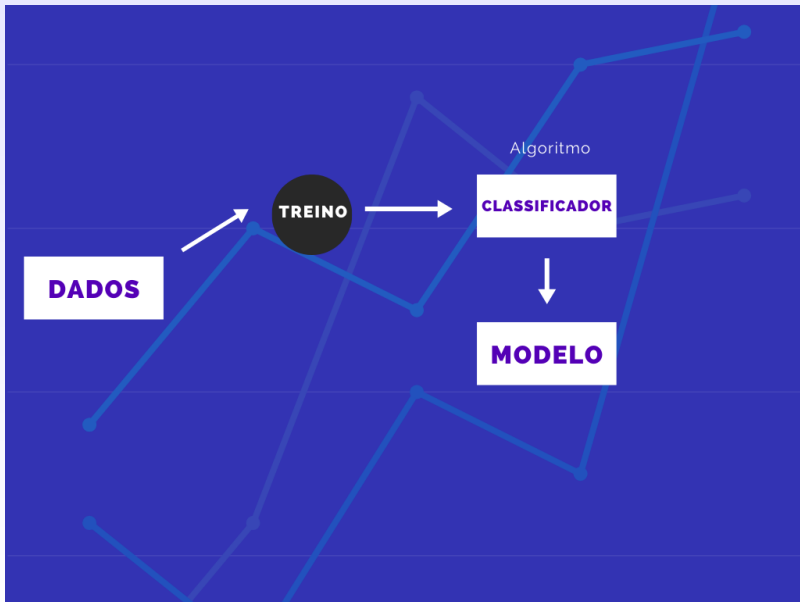 Algoritmo
TREINO
CLASSIFICADOR
DADOS
MODELO